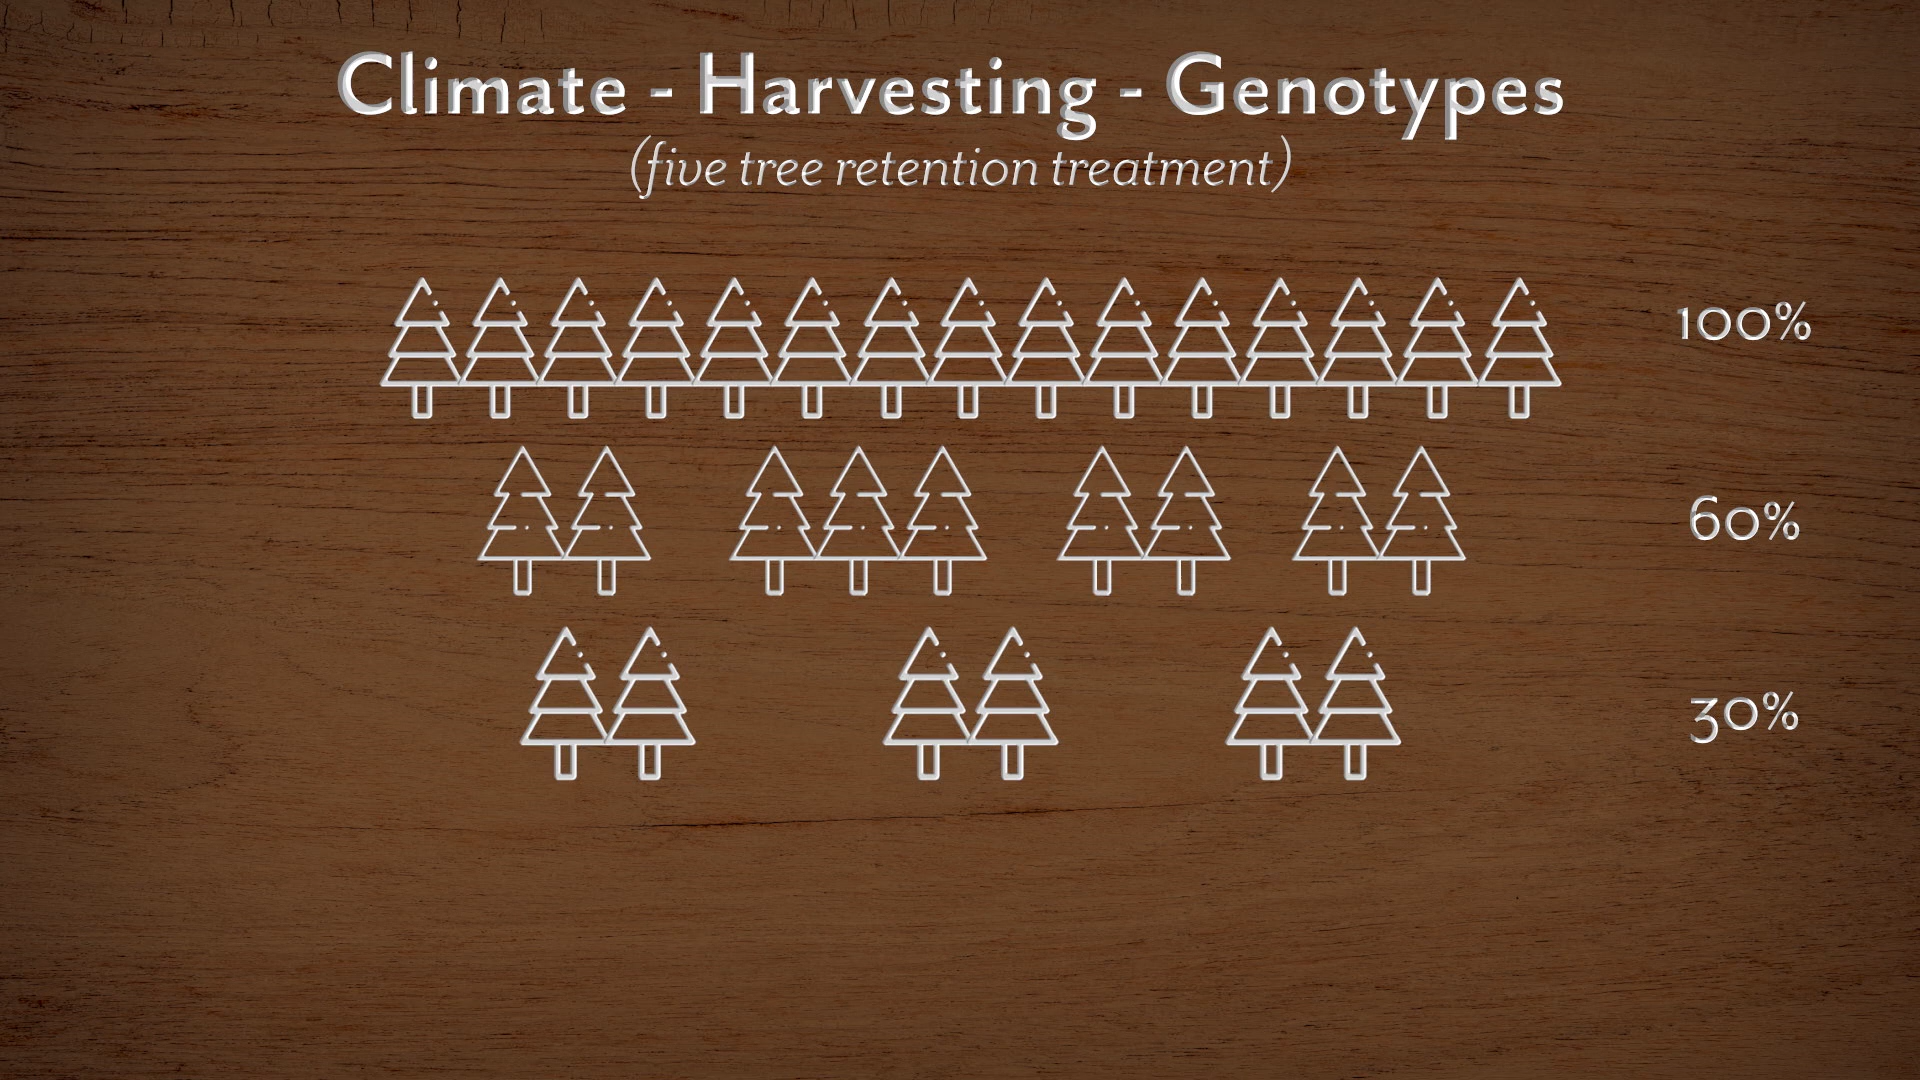 Climate - Harvesting - Genotypes
(five tree retention treatment)
100%
60%
30%